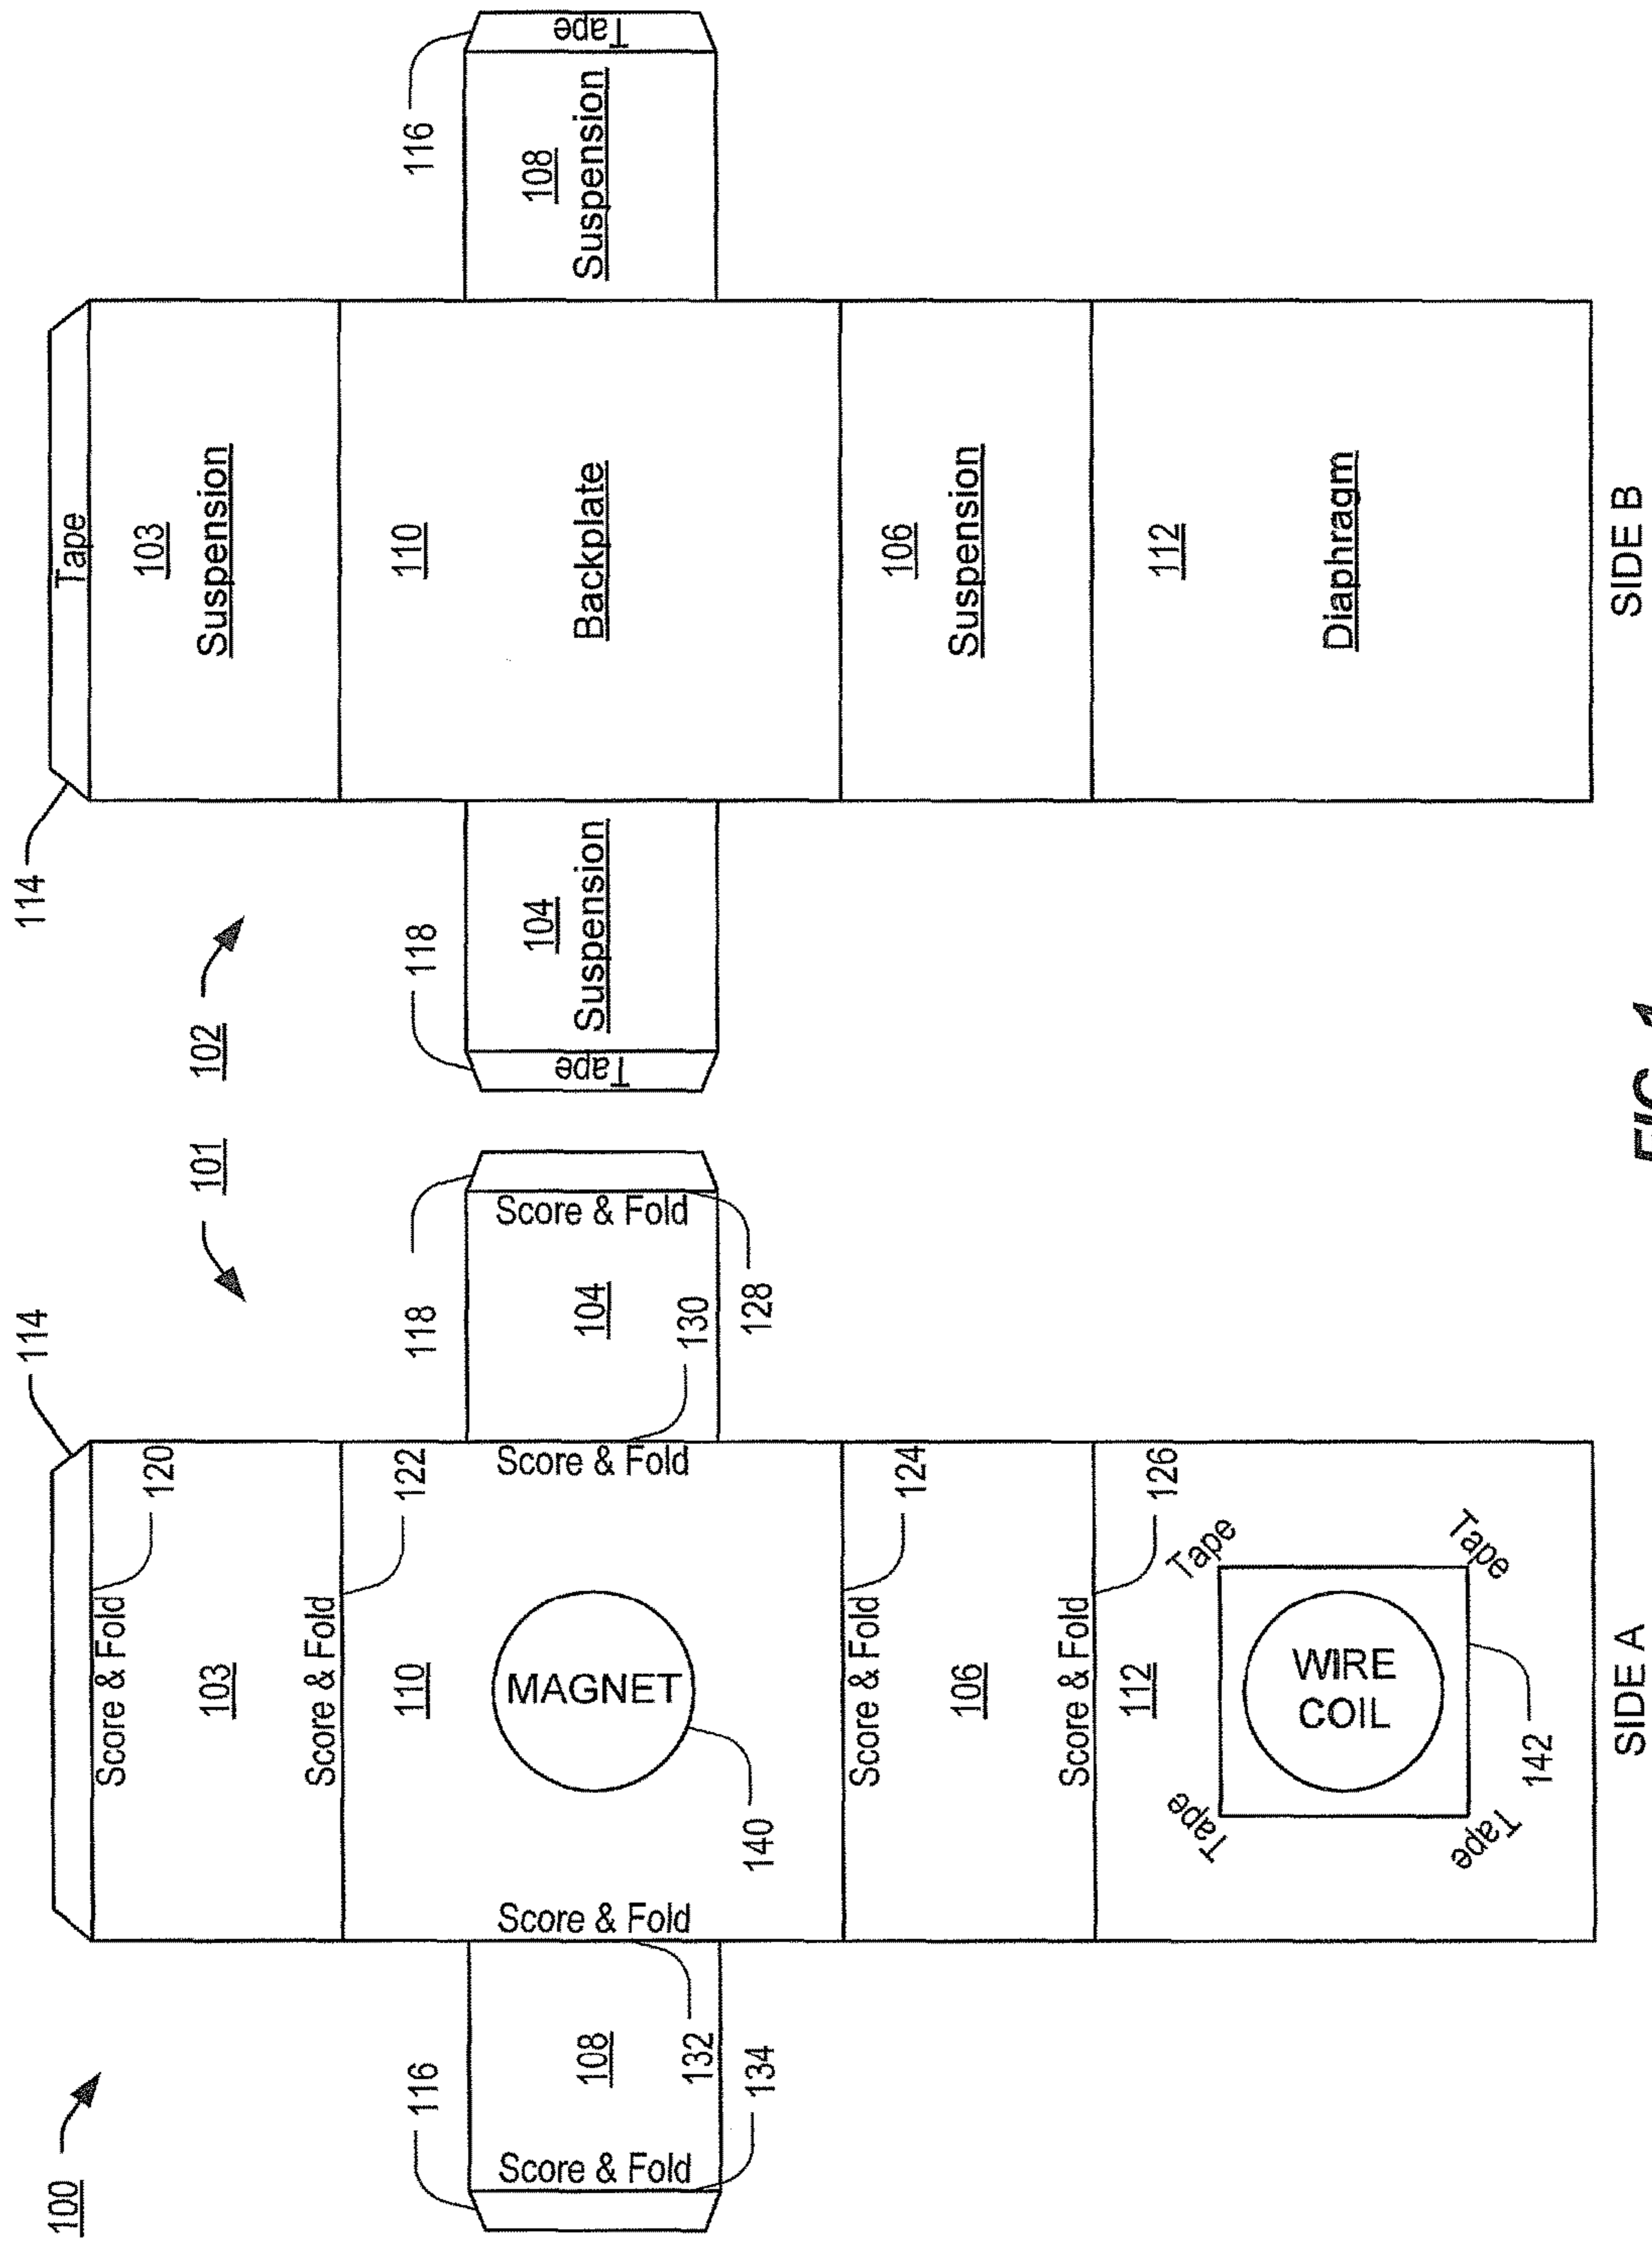 100
114
Score & Fold
120
103
Score & Fold
122
116
Score & Fold
108
132
134
110
MAGNET
140
Score & Fold
Score & Fold
130
104
Score & Fold
118
128
Score & Fold
124
106
Score & Fold
126
112
Tape
Tape
WIRE
COIL
Tape
Tape
142
SIDE A
101
102
114
Tape
103
Suspension
118
Tape
104
Suspension
110
Backplate
116
108
Suspension
Tape
106
Suspension
112
Diaphragm
SIDE B
FIG. 1